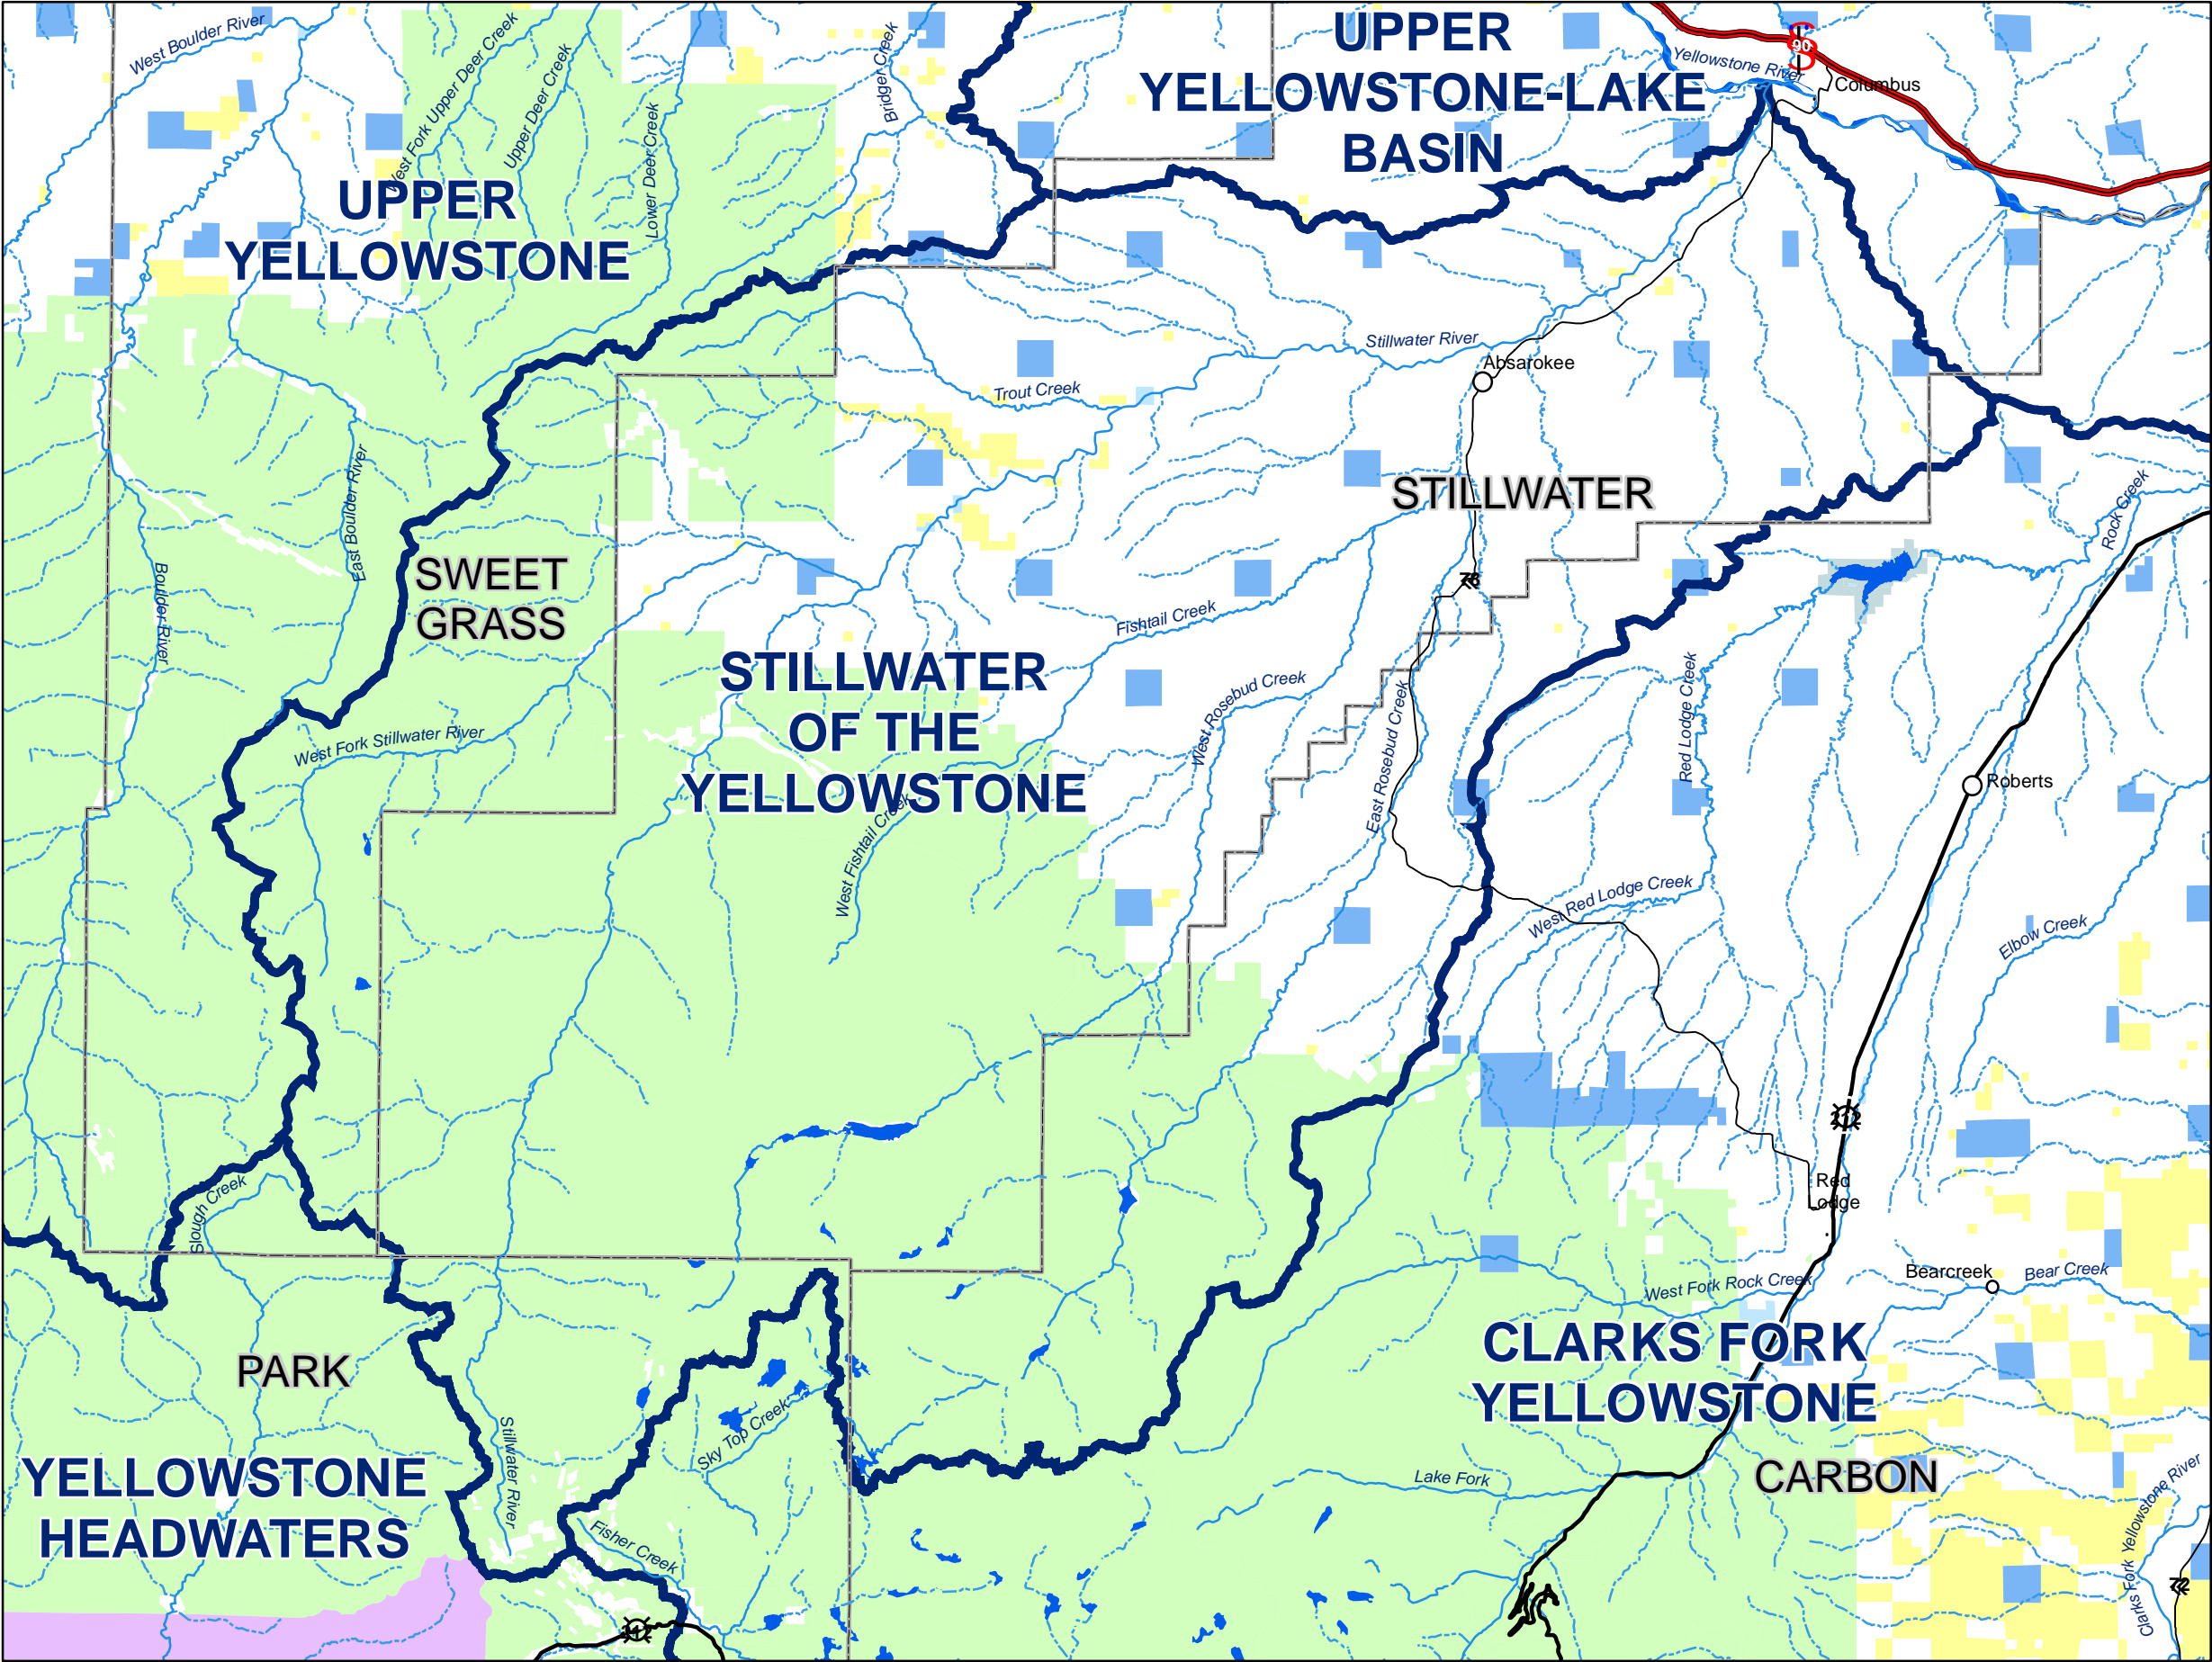 West Boulder River
West Fork Upper Deer Creek
Upper Deer Creek
Lower Deer Creek
Bridger Creek
UPPER
YELLOWSTONE-LAKE
BASIN
Yellowstone River
90
Columbus
UPPER
YELLOWSTONE
Stillwater River
Absarokee
Trout Creek
East Boulder River
Boulder River
SWEET
GRASS
STILLWATER
Rock Creek
78
Fishtail Creek
STILLWATER
OF THE
YELLOWSTONE
West Rosebud Creek
East Rosebud Creek
Red Lodge Creek
West Fork Stillwater River
West Fishtail Creek
Roberts
West Red Lodge Creek
Elbow Creek
212
Red
Lodge
Slough Creek
West Fork Rock Creek
Bearcreek
Bear Creek
CLARKS FORK
YELLOWSTONE
PARK
Sky Top Creek
Stillwater River
YELLOWSTONE
HEADWATERS
Lake Fork
CARBON
Fisher Creek
Clarks Fork Yellowstone River
72